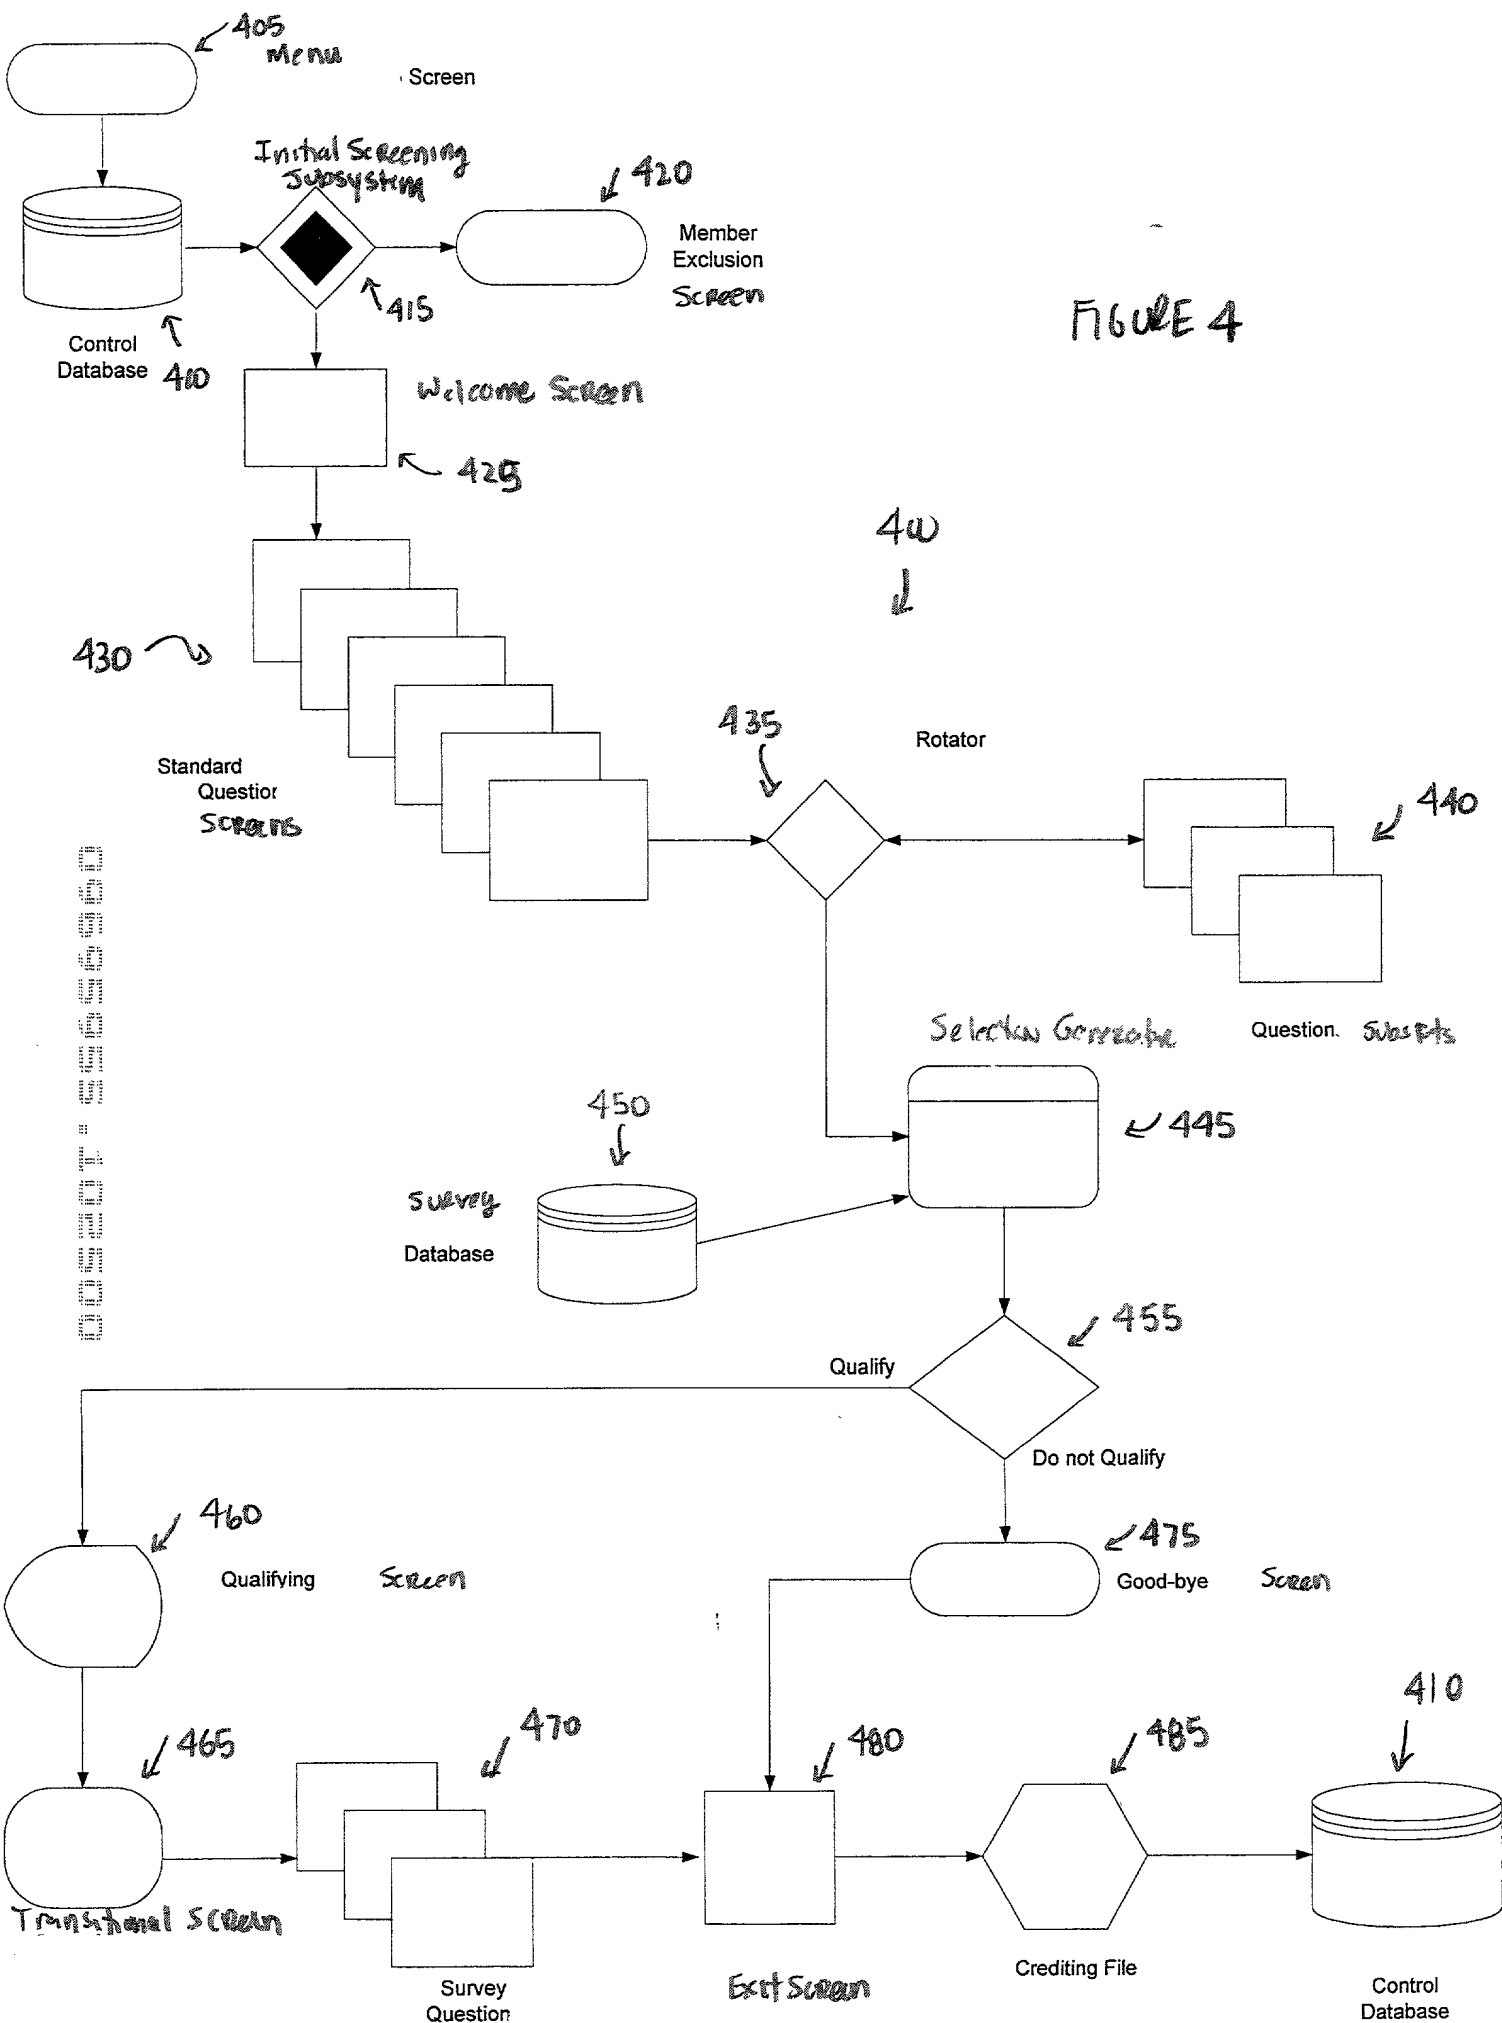 405
Menu
Screen
Initial Screening
Subsystem
420
Member
Exclusion
Screen
415
FIGURE 4
Control
Database 410
Welcome Screen
425
400
430
435
Rotator
Standard
Question
Screens
440
Selection Generator
Question Subsets
450
445
Survey
Database
455
Qualify
Do not Qualify
460
475
Qualifying Screen
Good-bye Screen
410
465
470
480
485
Transitional Screen
Survey
Question
Exit Screen
Crediting File
Control
Database